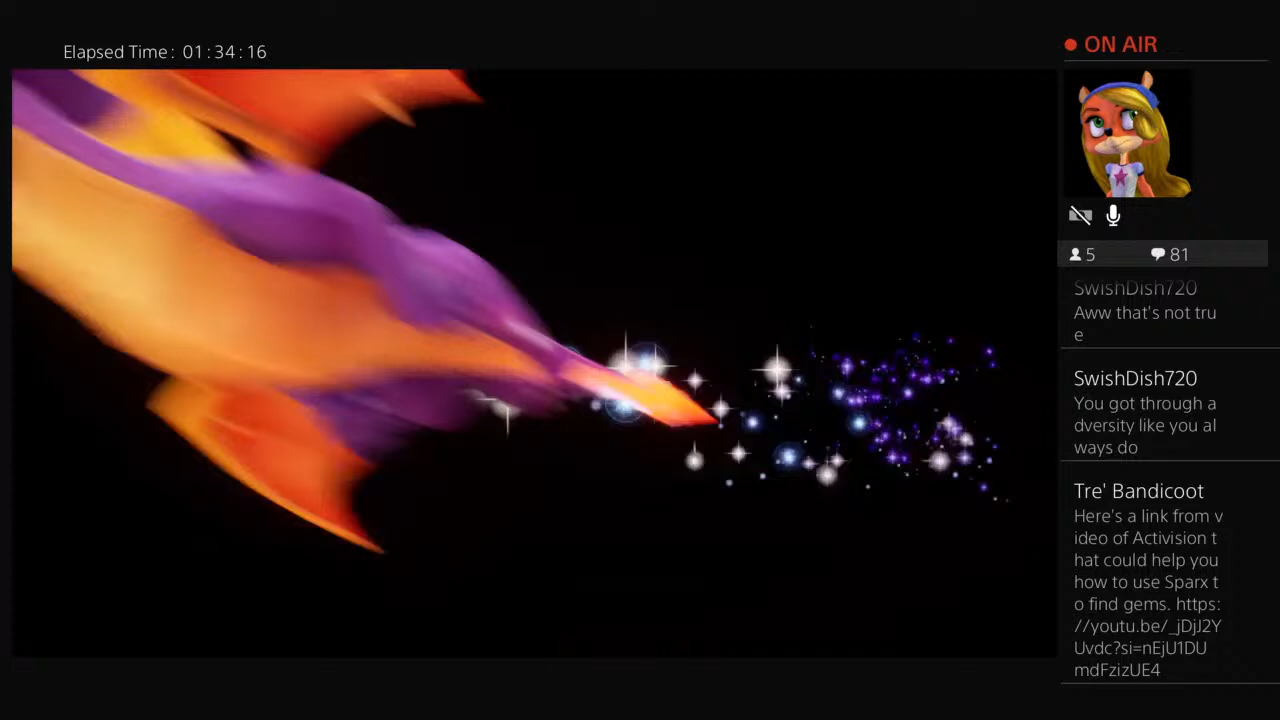 Elapsed Time: 01:34:16
ON AIR
5
81
SwishDish720
Aww that's not tru
e
SwishDish720
You got through a
dversity like you al
ways do
Tre' Bandicoot
Here's a link from v
ideo of Activision t
hat could help you
how to use Sparx t
o find gems. https:
//youtu.be/_jDjJ2Y
Uvdc?si=nEjU1DU
mdFzizUE4